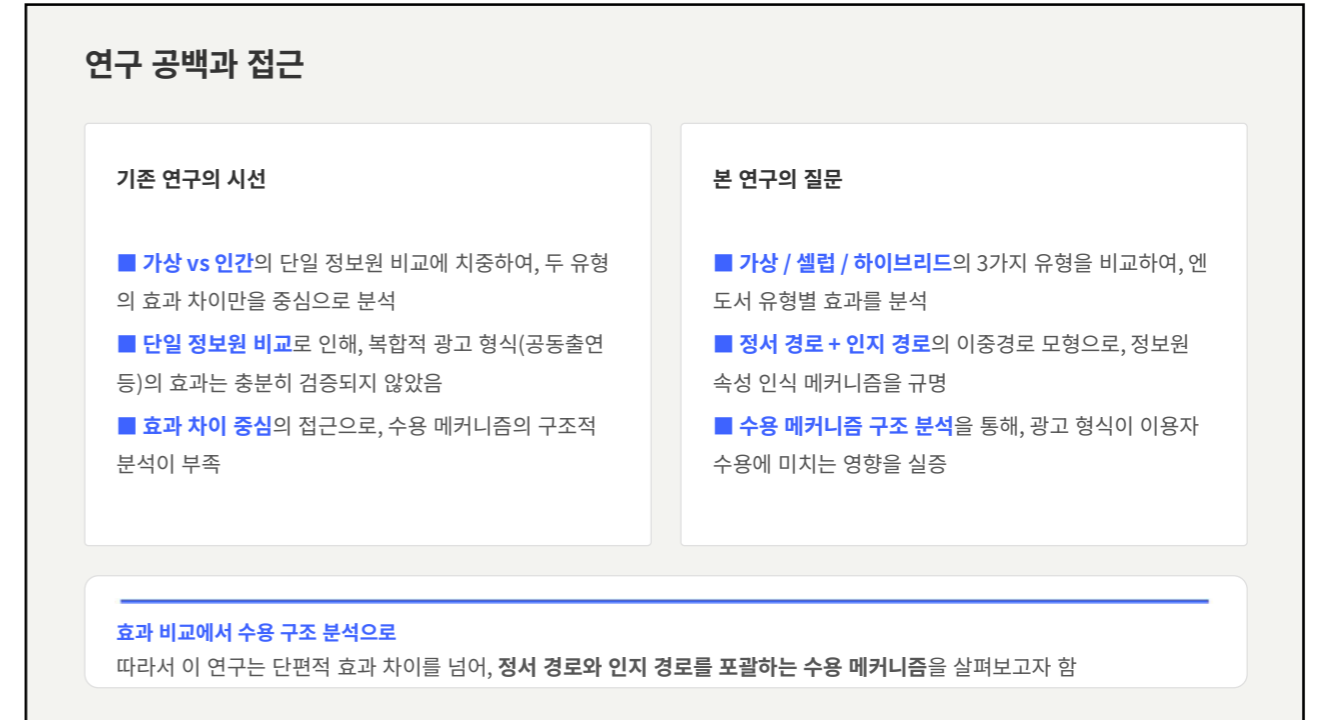 연구 공백과 접근
기존 연구의 시선
■ 가상 vs 인간의 단일 정보원 비교에 치중하여, 두 유형
의 효과 차이만을 중심으로 분석
■ 단일 정보원 비교로 인해, 복합적 광고 형식(공동출연
등)의 효과는 충분히 검증되지 않았음
■ 효과 차이 중심의 접근으로, 수용 메커니즘의 구조적
분석이 부족
본 연구의 질문
■ 가상 / 셀럽 / 하이브리드의 3가지 유형을 비교하여, 엔
도서 유형별 효과를 분석
■ 정서 경로 + 인지 경로의 이중경로 모형으로, 정보원
속성 인식 메커니즘을 규명
■ 수용 메커니즘 구조 분석을 통해, 광고 형식이 이용자
수용에 미치는 영향을 실증
효과 비교에서 수용 구조 분석으로
따라서 이 연구는 단편적 효과 차이를 넘어, 정서 경로와 인지 경로를 포괄하는 수용 메커니즘을 살펴보고자 함